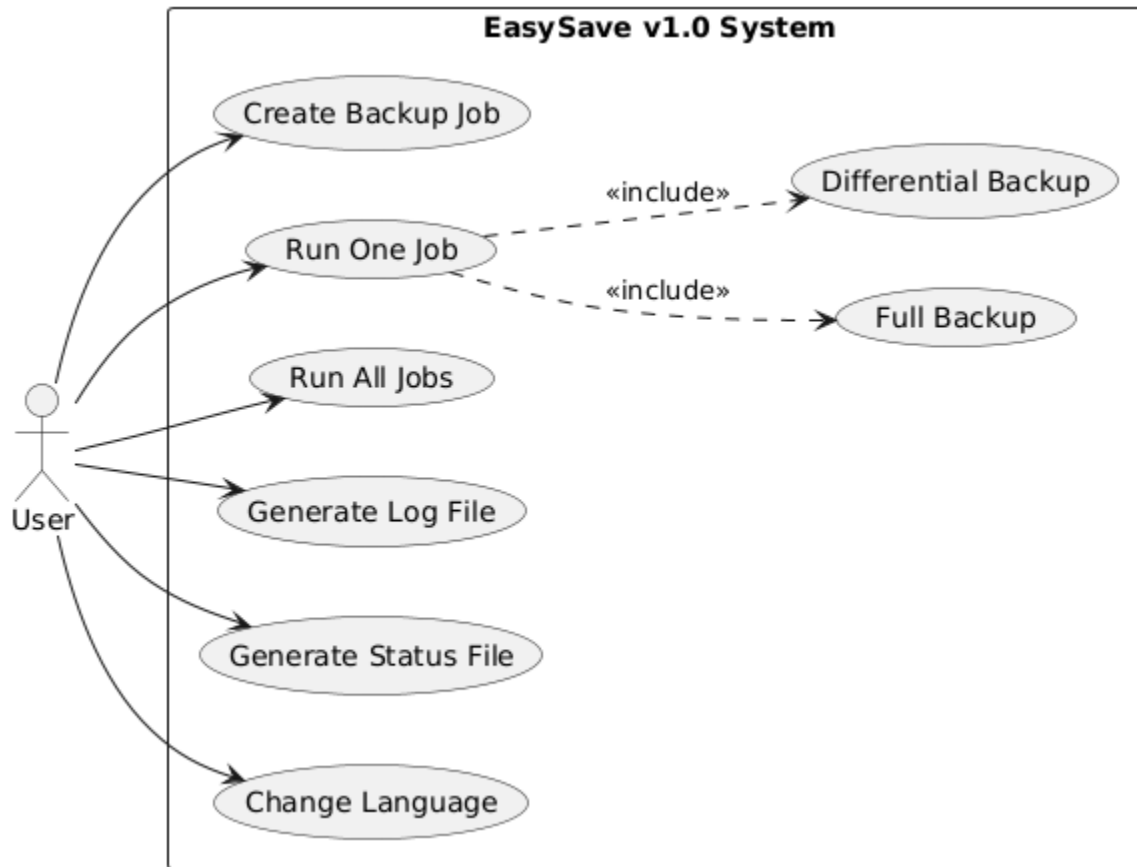 EasySave v1.0 System
Create Backup Job
Differential Backup
«include»
Run One Job
«include»
Full Backup
Run All Jobs
Generate Log File
User
Generate Status File
Change Language